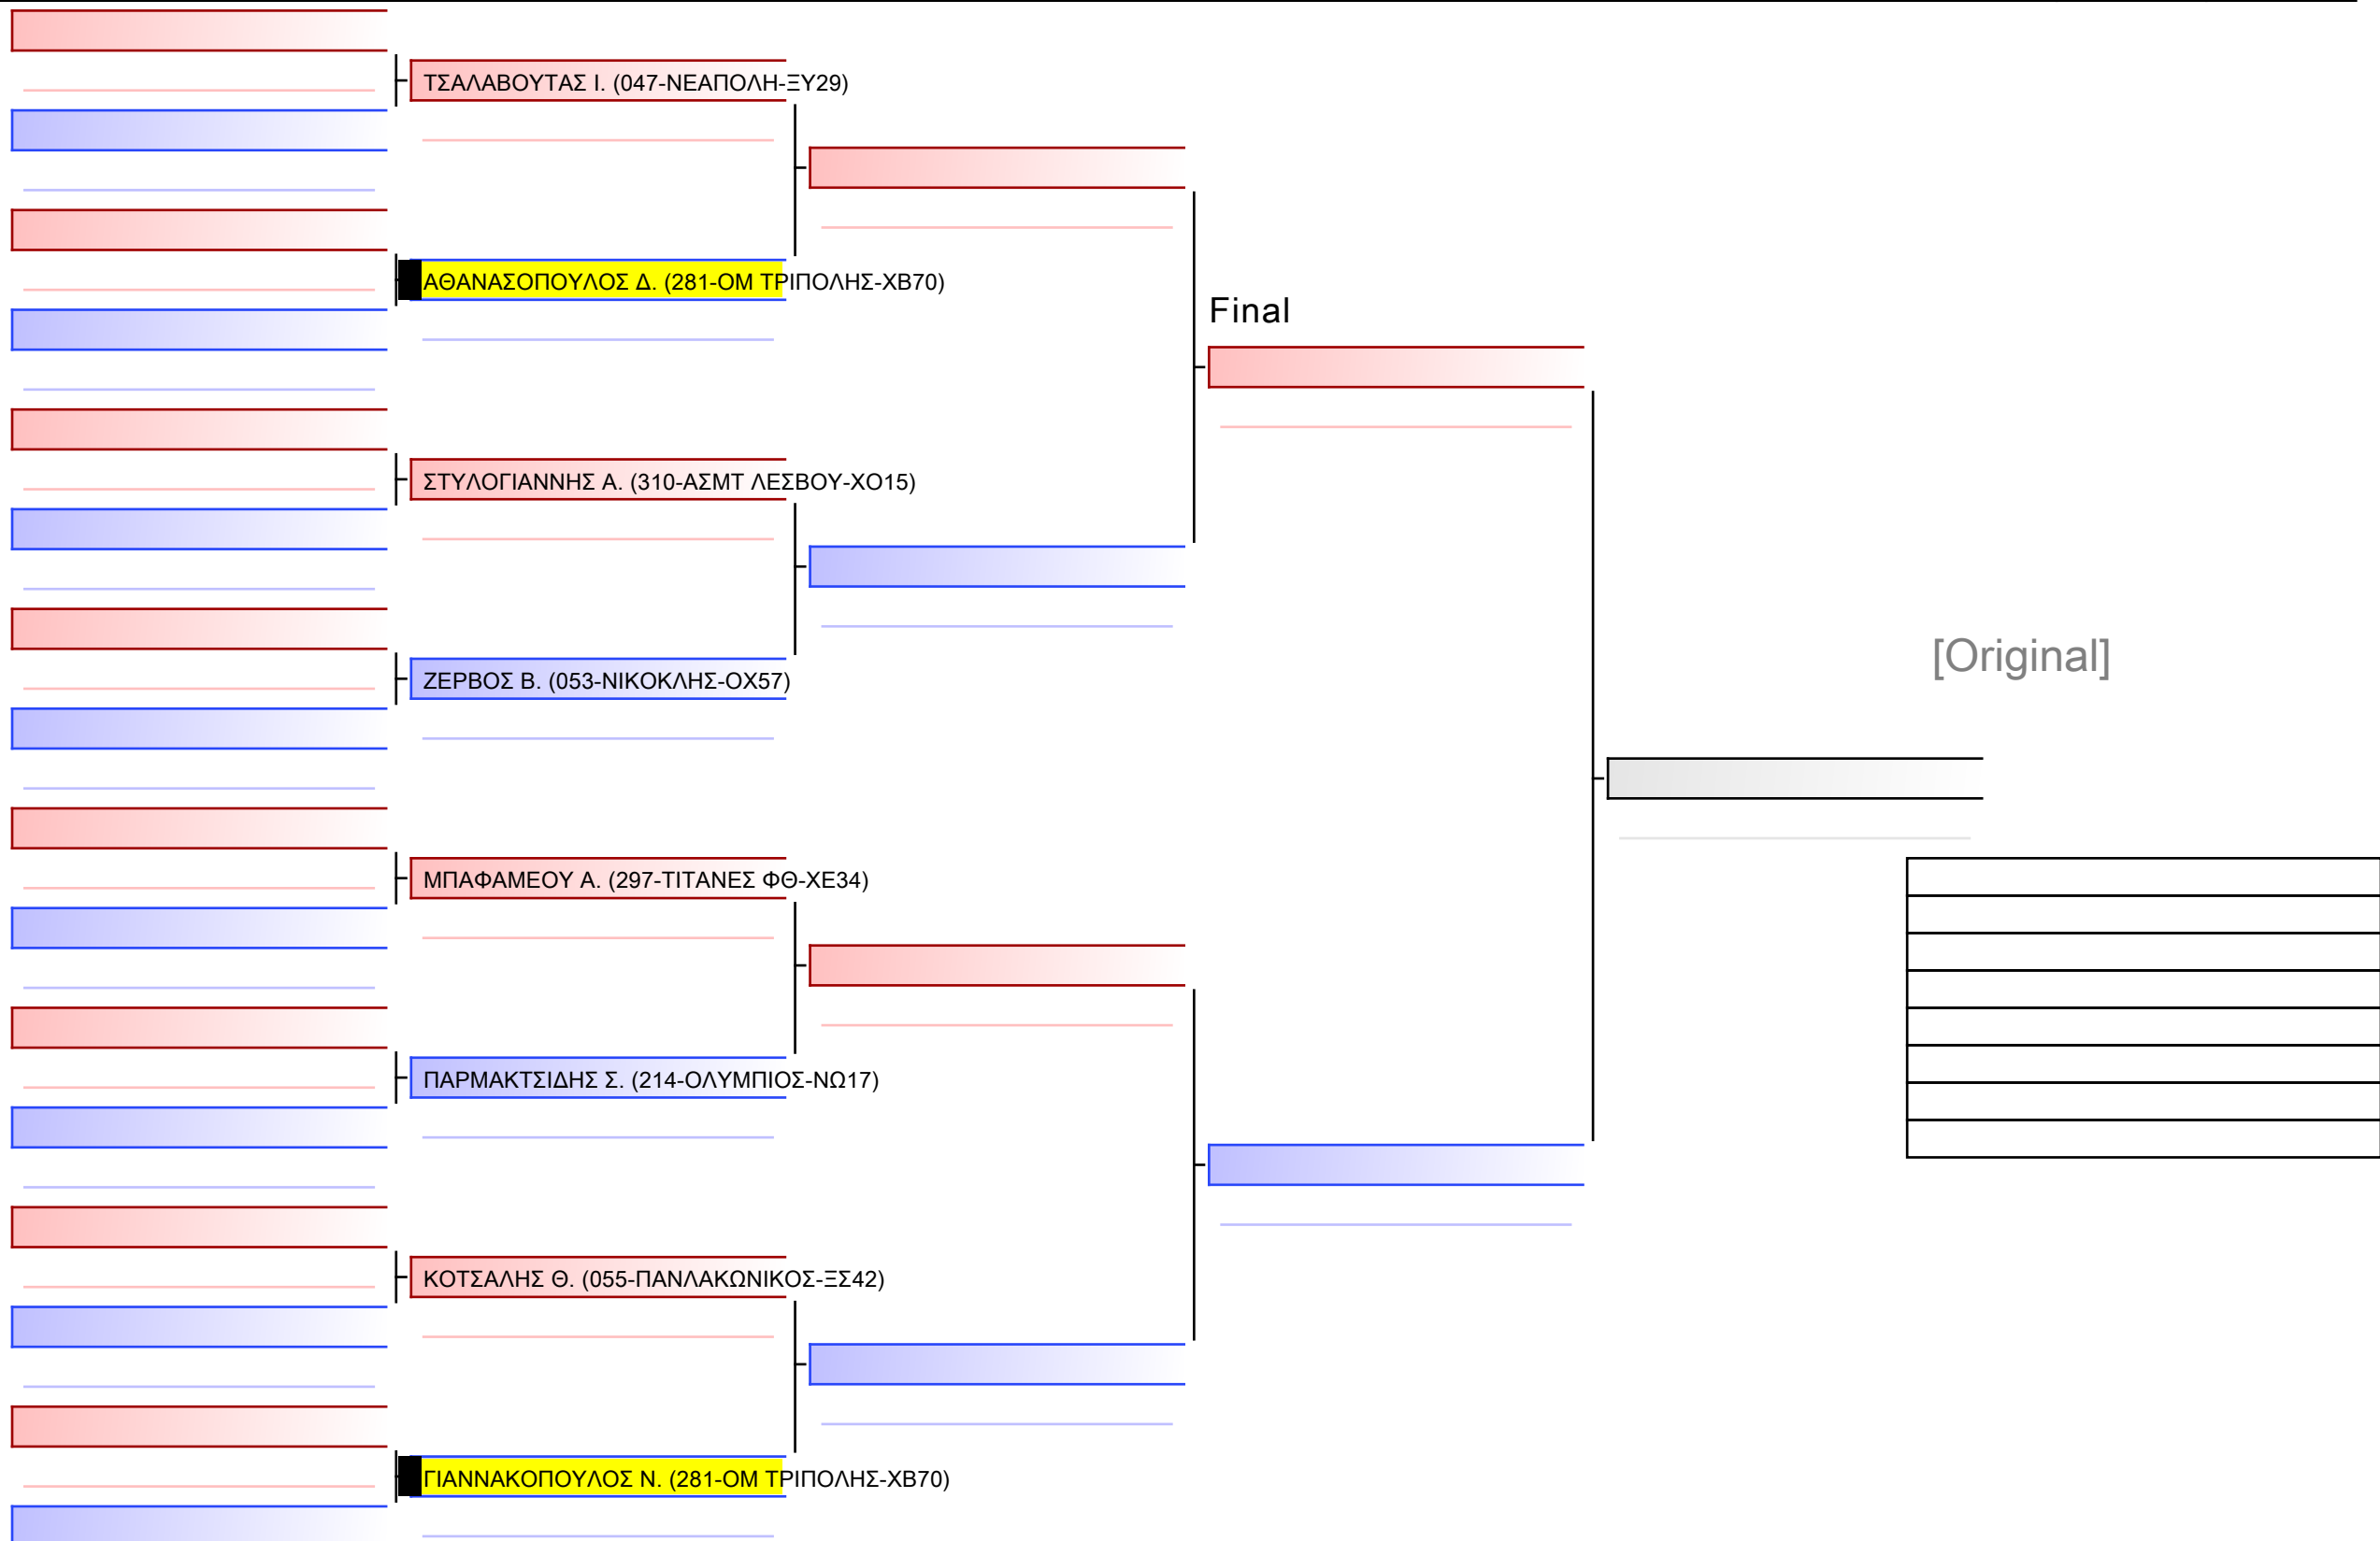 ΤΣΑΛΑΒΟΥΤΑΣ Ι. (047-ΝΕΑΠΟΛΗ-ΞΥ29)
ΑΘΑΝΑΣΟΠΟΥΛΟΣ Δ. (281-ΟΜ ΤΡΙΠΟΛΗΣ-ΧΒ70)
Final
ΣΤΥΛΟΓΙΑΝΝΗΣ Α. (310-ΑΣΜΤ ΛΕΣΒΟΥ-ΧΟ15)
[Original]
ΖΕΡΒΟΣ Β. (053-ΝΙΚΟΚΛΗΣ-ΟΧ57)
ΜΠΑΦΑΜΕΟΥ Α. (297-ΤΙΤΑΝΕΣ ΦΘ-ΧΕ34)
ΠΑΡΜΑΚΤΣΙΔΗΣ Σ. (214-ΟΛΥΜΠΙΟΣ-ΝΩ17)
ΚΟΤΣΑΛΗΣ Θ. (055-ΠΑΝΛΑΚΩΝΙΚΟΣ-ΞΣ42)
ΓΙΑΝΝΑΚΟΠΟΥΛΟΣ Ν. (281-ΟΜ ΤΡΙΠΟΛΗΣ-ΧΒ70)